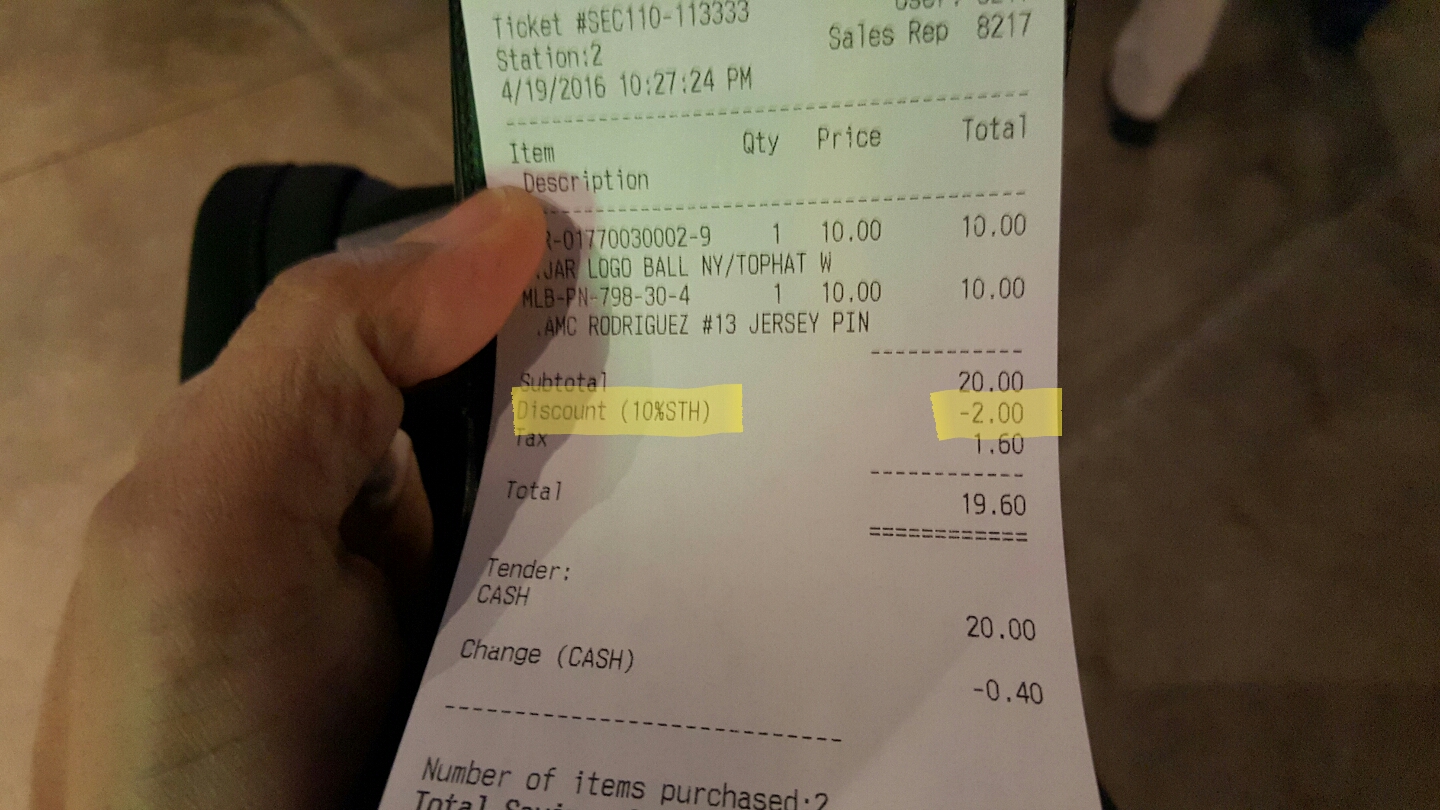 Ticket #SEC110-113333
Sales Rep 8217
Station:2
4/19/2016 10:27:24 PM
Item Qty Price Total
Description
-01770030002-9 1 10.00 10.00
.JAR LOGO BALL NY/TOPHAT W
MLB-PN-798-30-4 1 10.00 10.00
.AMC RODRIGUEZ #13 JERSEY PIN
Subtotal 20.00
Discount (10%STH) -2.00
Tax 1.60
Total 19.60
Tender:
CASH 20.00
Change (CASH) -0.40
Number of items purchased:2
Total